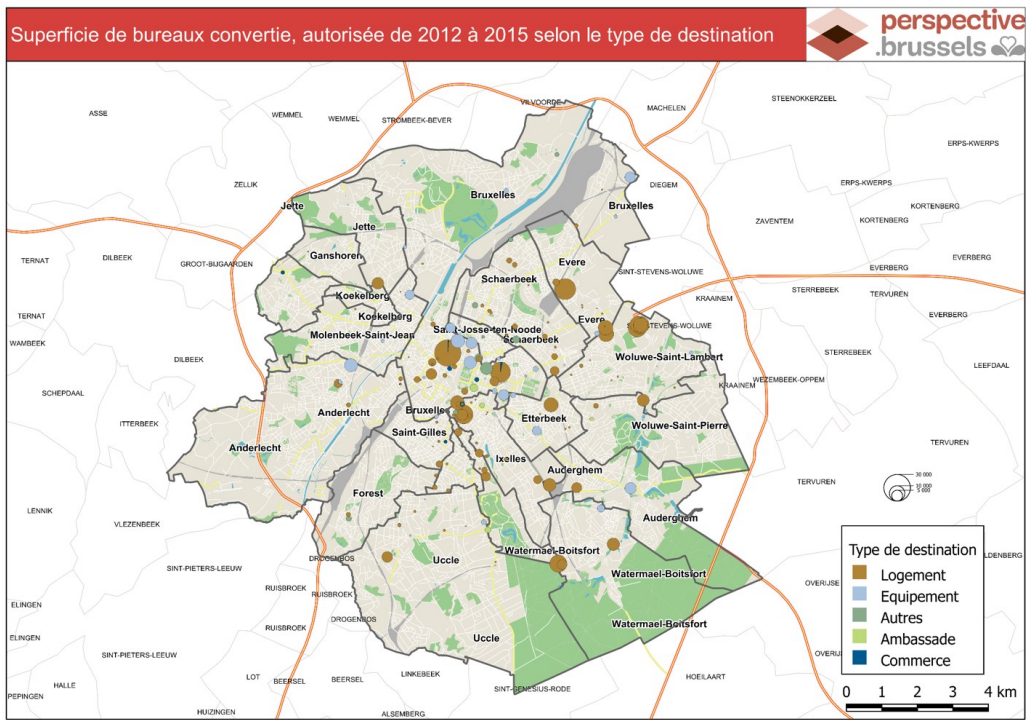 Superficie de bureaux convertie, autorisée de 2012 à 2015 selon le type de destination
perspective
.brussels
VILVOORDE
STEENOKKERZEEL
MACHELEN
ASSE
WEMMEL
WEMMEL
STROMBEEK-BEVER
ERPS-KWERPS
ZELLIK
DIEGEM
ERPS-KWERPS
Bruxelles
Jette
Bruxelles
KORTENBERG
KORTENBERG
ZAVENTEM
Jette
Ganshoren
EVERBERG
TERNAT
DILBEEK
GROOT-BIJGAARDEN
Evere
EVERBERG
SINT-STEVENS-WOLUWE
Schaerbeek
STERREBEEK
TERVUREN
Koekelberg
KRAAINEM
TERNAT
Koekelberg
Evere
EVERBERG
STEVENS-WOLUWE
Saint-Josse-ten-Noode
Molenbeek-Saint-Jean
Schaerbeek
WAMBEEK
STERREBEEK
DILBEEK
Woluwe-Saint-Lambert
LEEFDAAL
WEZEMBEEK-OPPEM
KRAAINEM
SCHEPDAAL
Anderlecht
Bruxelles
Etterbeek
ITTERBEEK
Woluwe-Saint-Pierre
Saint-Gilles
TERVUREN
Anderlecht
Ixelles
Auderghem
30 000
TERVUREN
10 000
5 000
Forest
LENNIK
Auderghem
VLEZENBEEK
Watermael-Boitsfort
Type de destination
DROGENBOS
Uccle
LDENBERG
SINT-PIETERS-LEEUW
Watermael-Boitsfort
Logement
OVERIJSE
RUISBROEK
RUISBROEK
Equipement
ELINGEN
DROGENBOS
Autres
Watermael-Boitsfort
RUISBROEK
ELINGEN
Uccle
Ambassade
SINT-PIETERS-LEEUW
OVERIJS
Commerce
LINKEBEEK
LOT
BEERSEL
BEERSEL
HOEILAART
HALLE
SINT-GENESIUS-RODE
PEPINGEN
0 1 2 3 4 km
HUIZINGEN
ALSEMBERG